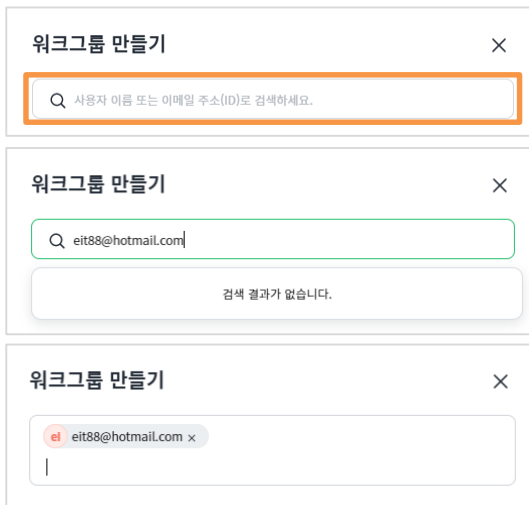 워크그룹 만들기
사용자 이름 또는 이메일 주소(ID)로 검색하세요.
워크그룹 만들기
eit88@hotmail.com
검색 결과가 없습니다.
워크그룹 만들기
ei eit88@hotmail.com ×